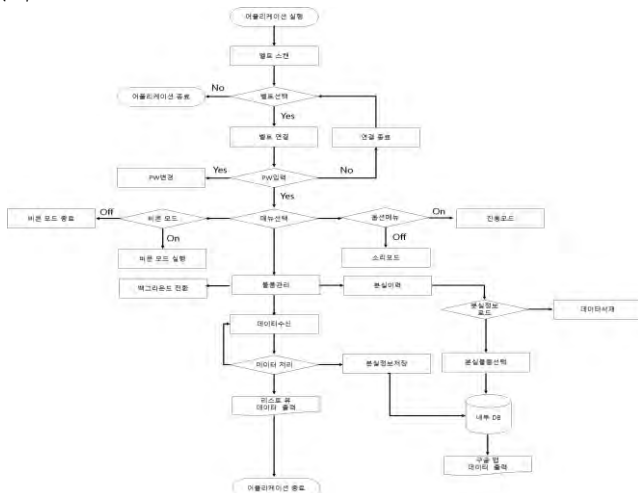 어플리케이션 실행
벨트 스캔
No
어플리케이션 종료
벨트선택
Yes
벨트 연결
연결 종료
Yes
No
PW변경
PW입력
Yes
Off
On
비콘 모드 종료
비콘 모드
메뉴선택
옵션메뉴
진동모드
On
Off
비콘 모드 실행
소리모드
백그라운드 전환
물품관리
분실이력
분실정보
로드
데이터삭제
데이터수신
데이터 처리
분실정보저장
분실물품선택
리스트 뷰
데이터 출력
내부 DB
구글 맵
데이터 출력
어플리케이션 종료